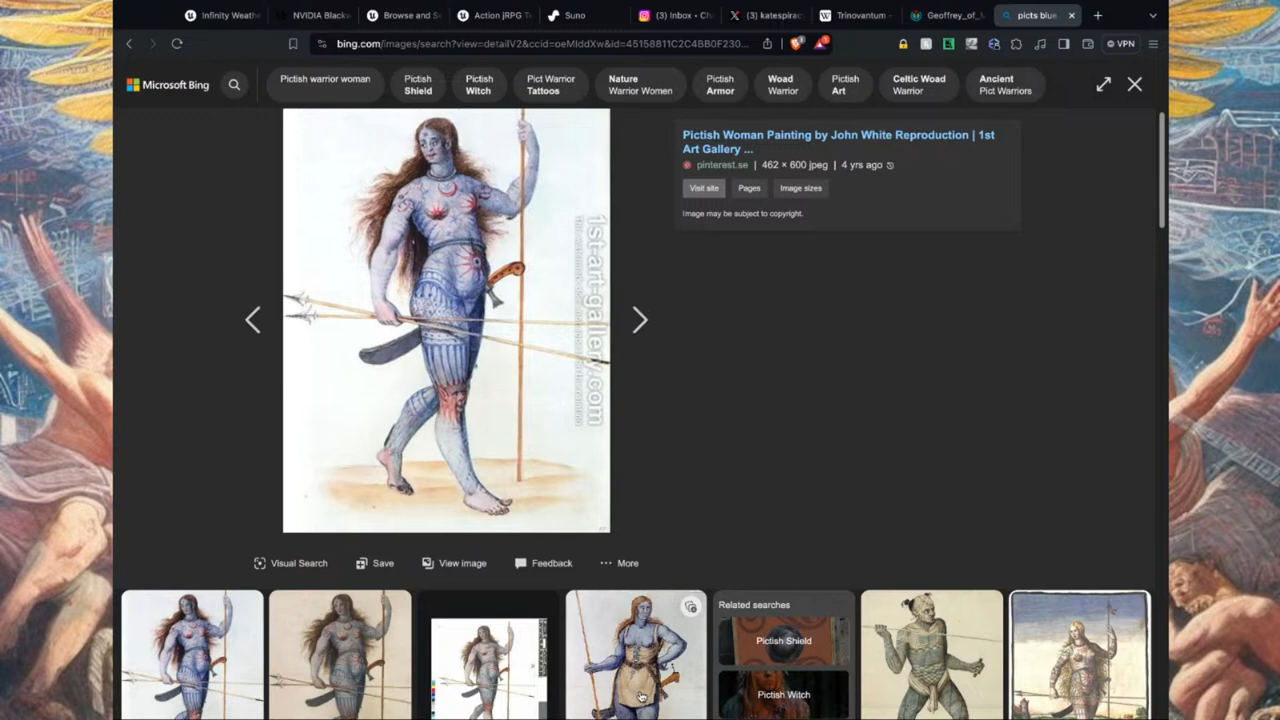 Infinity Weath
NVIDIA Blackw
Browse and S
Action jRPG T
Suno
(3) Inbox • Ch
(3) katespirac
Trinovantum -
Geoffrey_of_M
picts blue
bing.com/images/search?view=detailV2&ccid=oeMIddXw&id=45158811C2C4BB0F230...
VPN
Microsoft Bing
Pictish warrior woman
Pictish
Shield
Pictish
Witch
Pict Warrior
Tattoos
Nature
Warrior Women
Pictish
Armor
Woad
Warrior
Pictish
Art
Celtic Woad
Warrior
Ancient
Pict Warriors
1st-art-gallery.com
Pictish Woman Painting by John White Reproduction | 1st
Art Gallery ...
pinterest.se | 462 × 600 jpeg | 4 yrs ago
Visit site
Pages
Image sizes
Image may be subject to copyright.
Visual Search
Save
View image
Feedback
More
Related searches
Pictish Shield
Pictish Witch